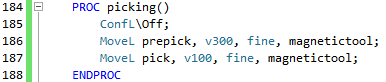 184 PROC picking()
185 ConfL\Off;
186 MoveL prepick, v300, fine, magnetictool;
187 MoveL pick, v100, fine, magnetictool;
188 ENDPROC